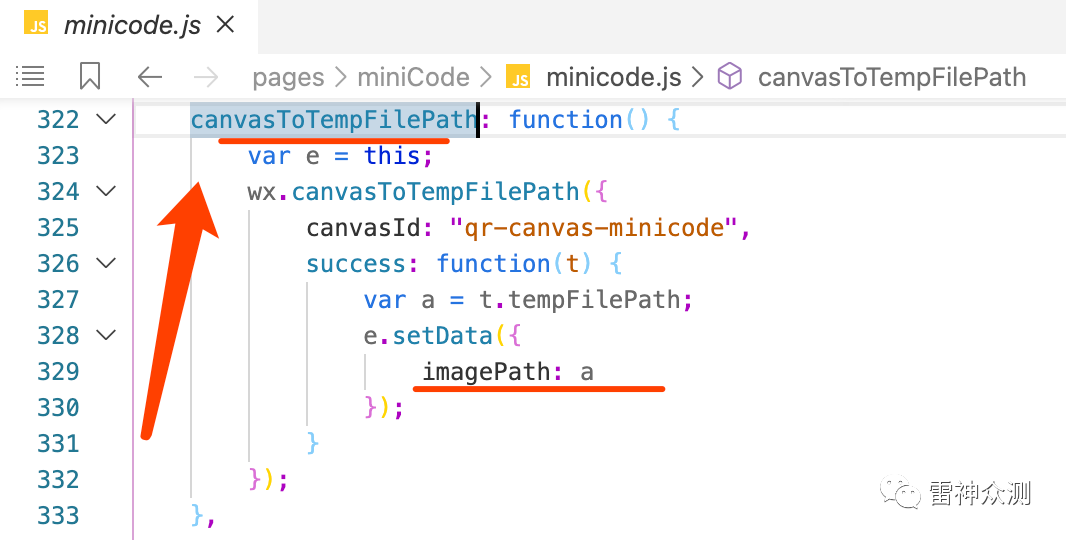 JS minicode.js
pages miniCode JS minicode.js canvasToTempFilePath
322 canvasToTempFilePath: function() {
323 var e = this;
324 wx.canvasToTempFilePath({
325 canvasId: "qr-canvas-minicode",
326 success: function(t) {
327 var a = t.tempFilePath;
328 e.setData({
329 imagePath: a
330 });
331 }
332 });
333 },
雷神众测